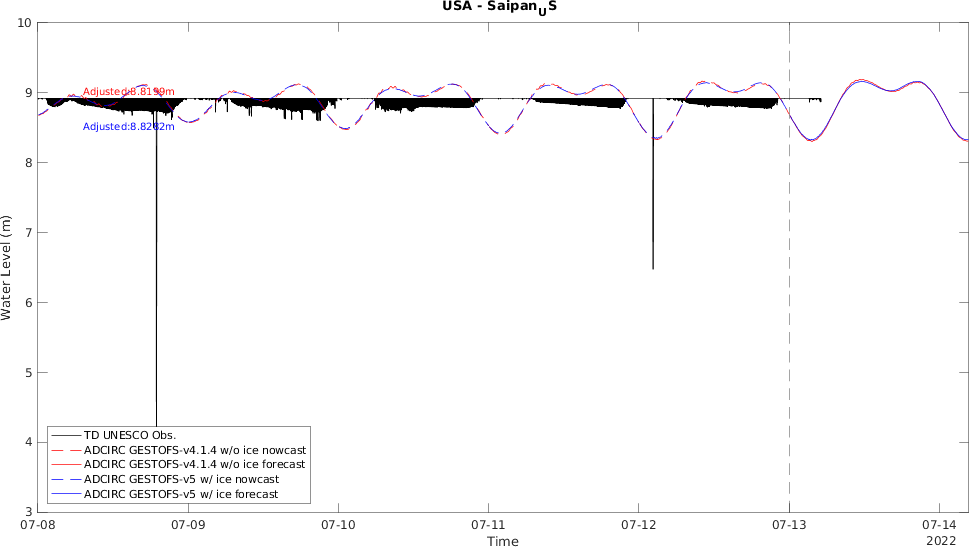 USA - SaipanUS
10
9
8
7
6
5
4
3
Water Level (m)
Adjusted:8.8199m
Adjusted:8.8282m
TD UNESCO Obs.
ADCIRC GESTOFS-v4.1.4 w/o ice nowcast
ADCIRC GESTOFS-v4.1.4 w/o ice forecast
ADCIRC GESTOFS-v5 w/ ice nowcast
ADCIRC GESTOFS-v5 w/ ice forecast
07-08 07-09 07-10 07-11 07-12 07-13 07-14
Time
2022